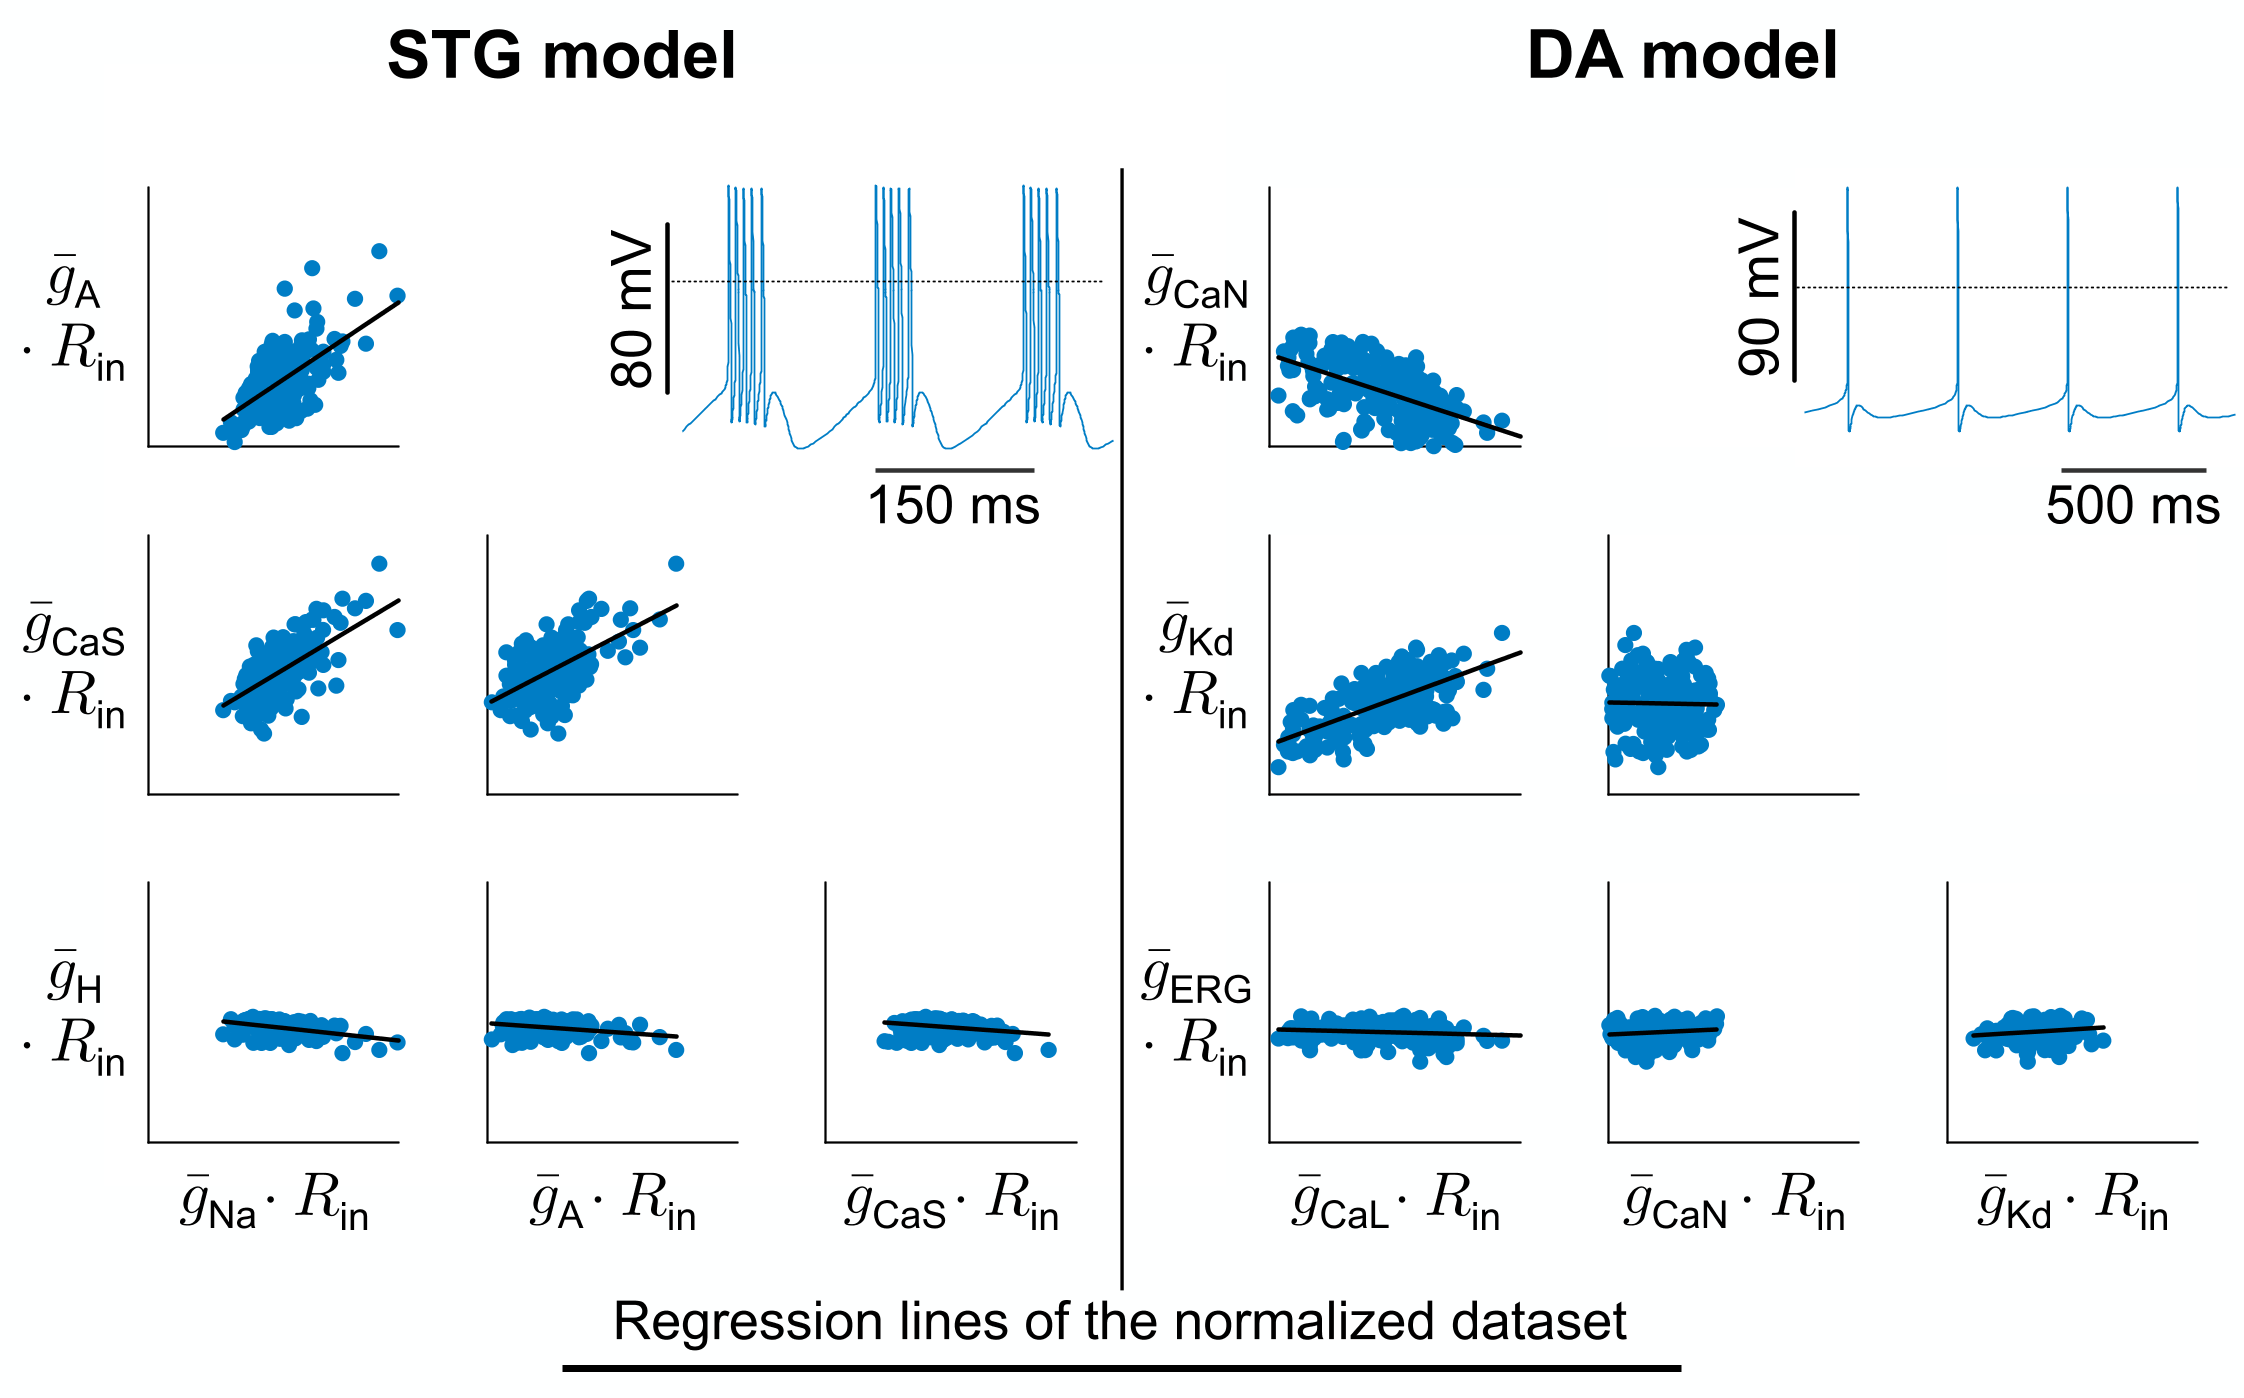 STG model
DA model
ḡA
· Rin
80 mV
150 ms
ḡCaN
· Rin
90 mV
500 ms
ḡCaS
· Rin
ḡKd
· Rin
ḡH
· Rin
ḡERG
· Rin
ḡNa · Rin
ḡA · Rin
ḡCaS · Rin
ḡCaL · Rin
ḡCaN · Rin
ḡKd · Rin
Regression lines of the normalized dataset